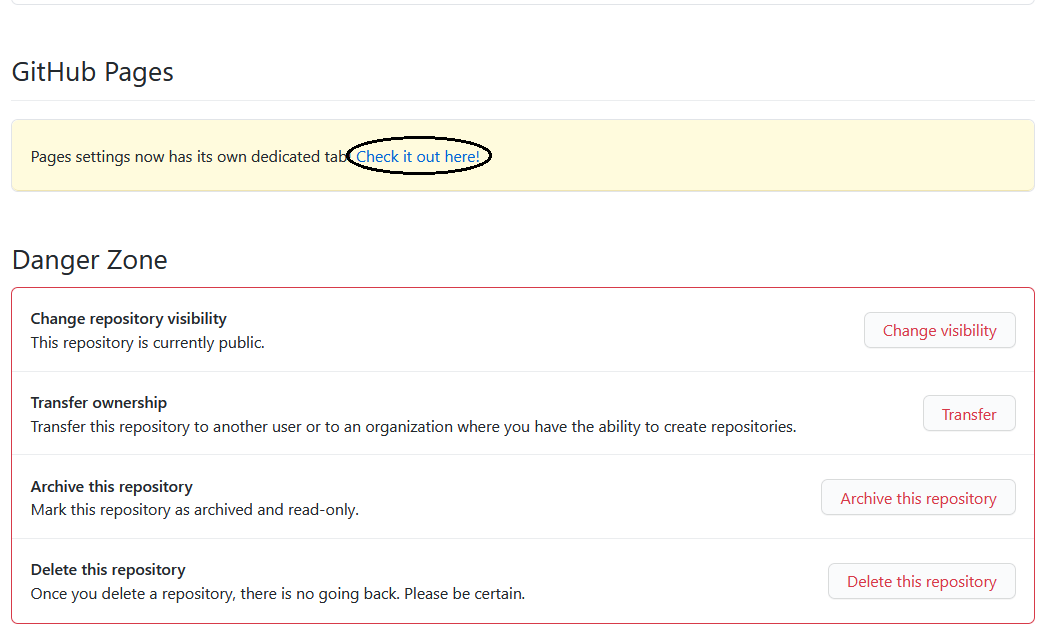 GitHub Pages
Pages settings now has its own dedicated tab Check it out here!
Danger Zone
Change repository visibility
This repository is currently public.
Change visibility
Transfer ownership
Transfer this repository to another user or to an organization where you have the ability to create repositories.
Transfer
Archive this repository
Mark this repository as archived and read-only.
Archive this repository
Delete this repository
Once you delete a repository, there is no going back. Please be certain.
Delete this repository